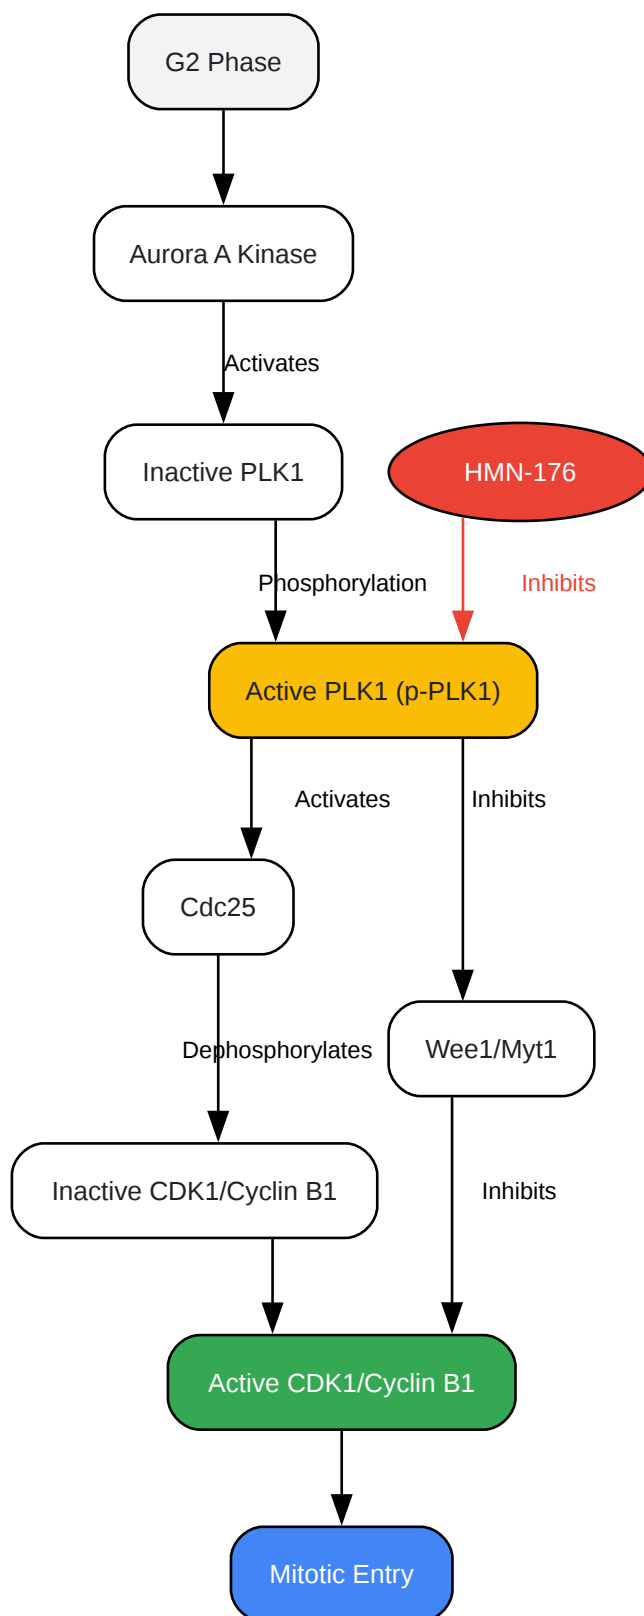 G2 Phase
Aurora A Kinase
Activates
Inactive PLK1
HMN-176
Phosphorylation
Inhibits
Active PLK1 (p-PLK1)
Activates
Inhibits
Cdc25
Wee1/Myt1
Dephosphorylates
Inactive CDK1/Cyclin B1
Inhibits
Active CDK1/Cyclin B1
Mitotic Entry